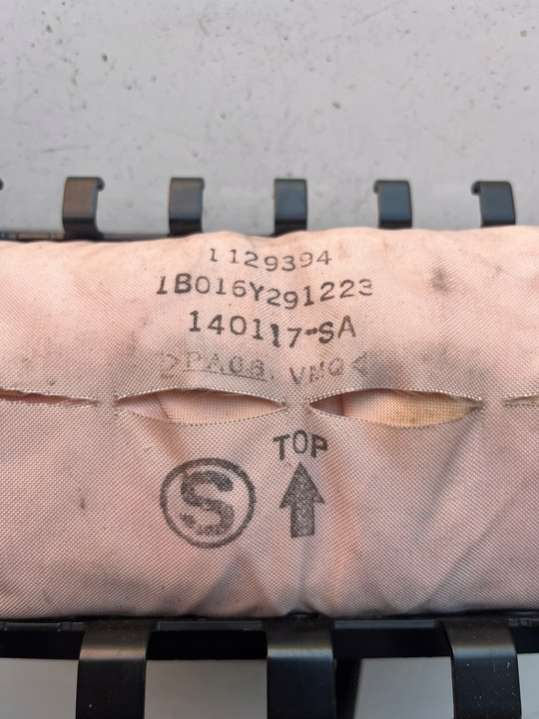 1129394
1B016Y291223
140117-SA
>PA66, VMQ<
TOP
S